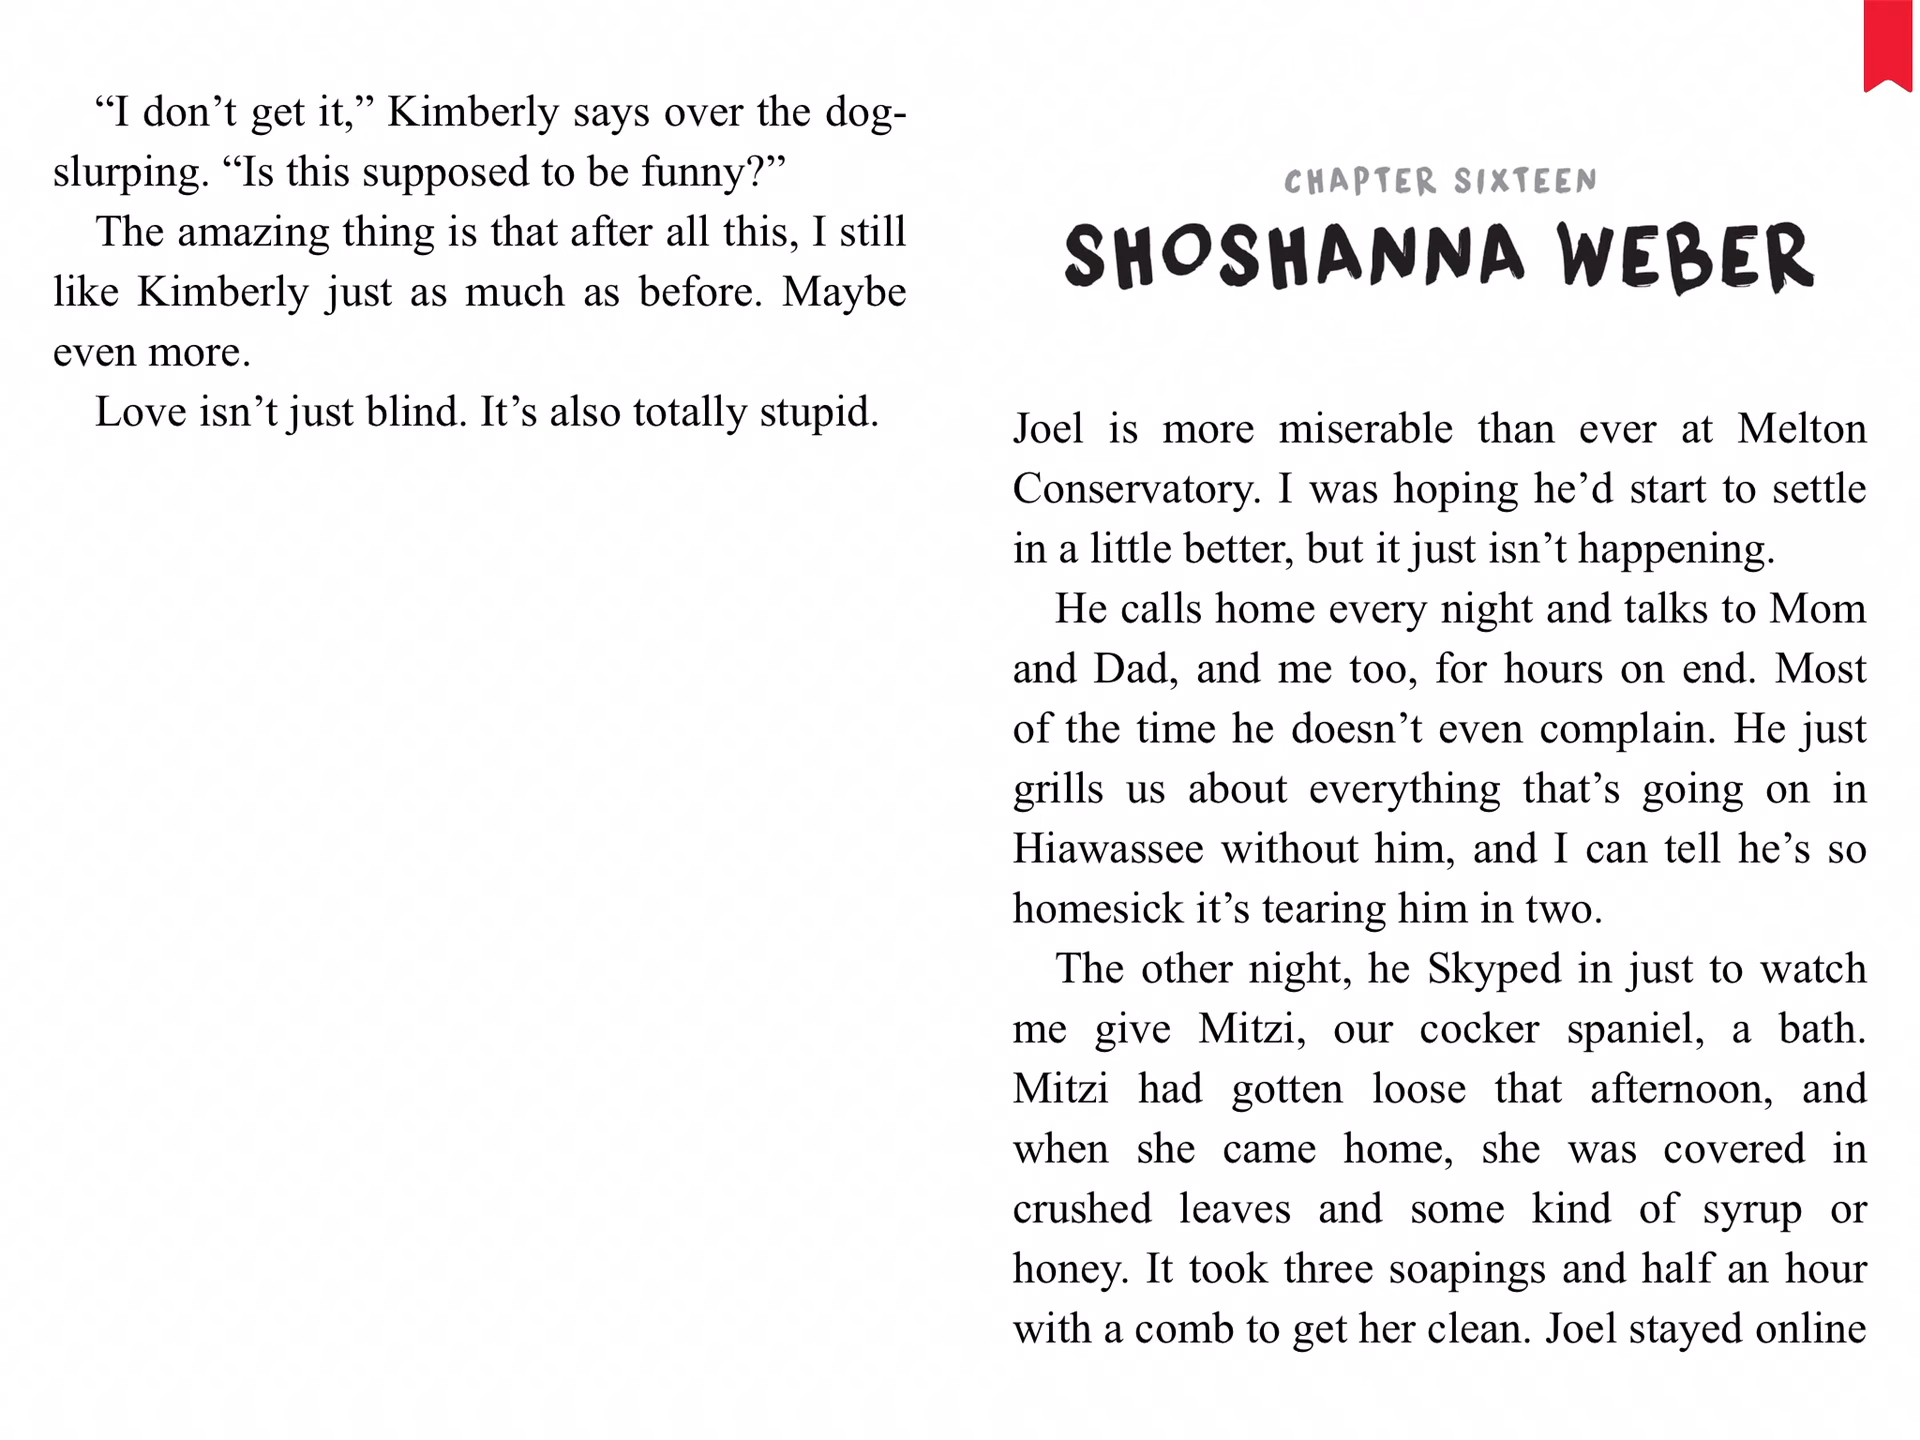 “I don’t get it,” Kimberly says over the dog-
slurping. “Is this supposed to be funny?”
The amazing thing is that after all this, I still
like Kimberly just as much as before. Maybe
even more.
Love isn’t just blind. It’s also totally stupid.
CHAPTER SIXTEEN
SHOSHANNA WEBER
Joel is more miserable than ever at Melton
Conservatory. I was hoping he’d start to settle
in a little better, but it just isn’t happening.
He calls home every night and talks to Mom
and Dad, and me too, for hours on end. Most
of the time he doesn’t even complain. He just
grills us about everything that’s going on in
Hiawassee without him, and I can tell he’s so
homesick it’s tearing him in two.
The other night, he Skyped in just to watch
me give Mitzi, our cocker spaniel, a bath.
Mitzi had gotten loose that afternoon, and
when she came home, she was covered in
crushed leaves and some kind of syrup or
honey. It took three soapings and half an hour
with a comb to get her clean. Joel stayed online